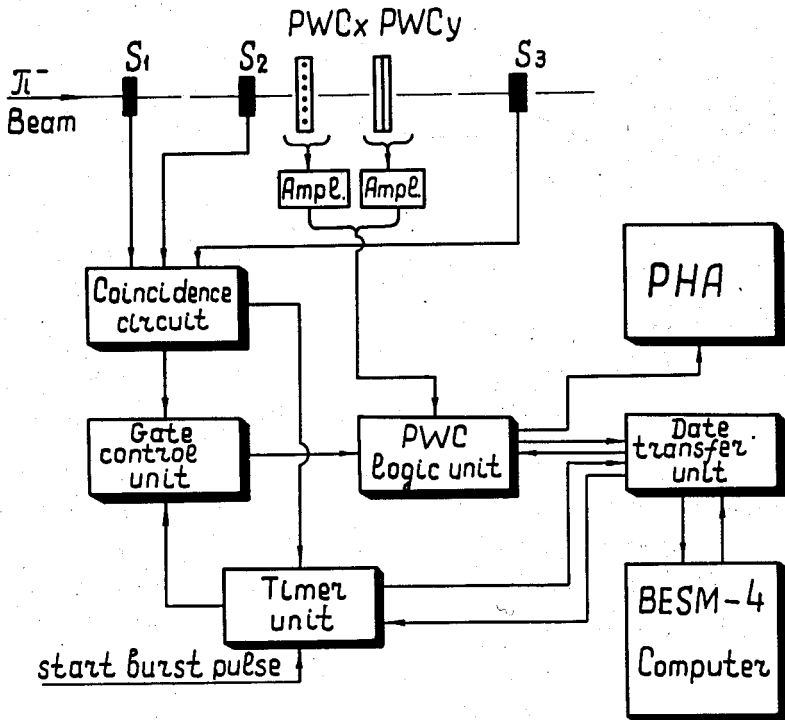 PWCx PWCy
S1
S2
S3
π⁻
Beam
Ampl.
Ampl.
Coincidence
circuit
PHA
Gate
control
unit
PWC
logic unit
Date
transfer
unit
Timer
unit
BESM-4
Computer
start burst pulse